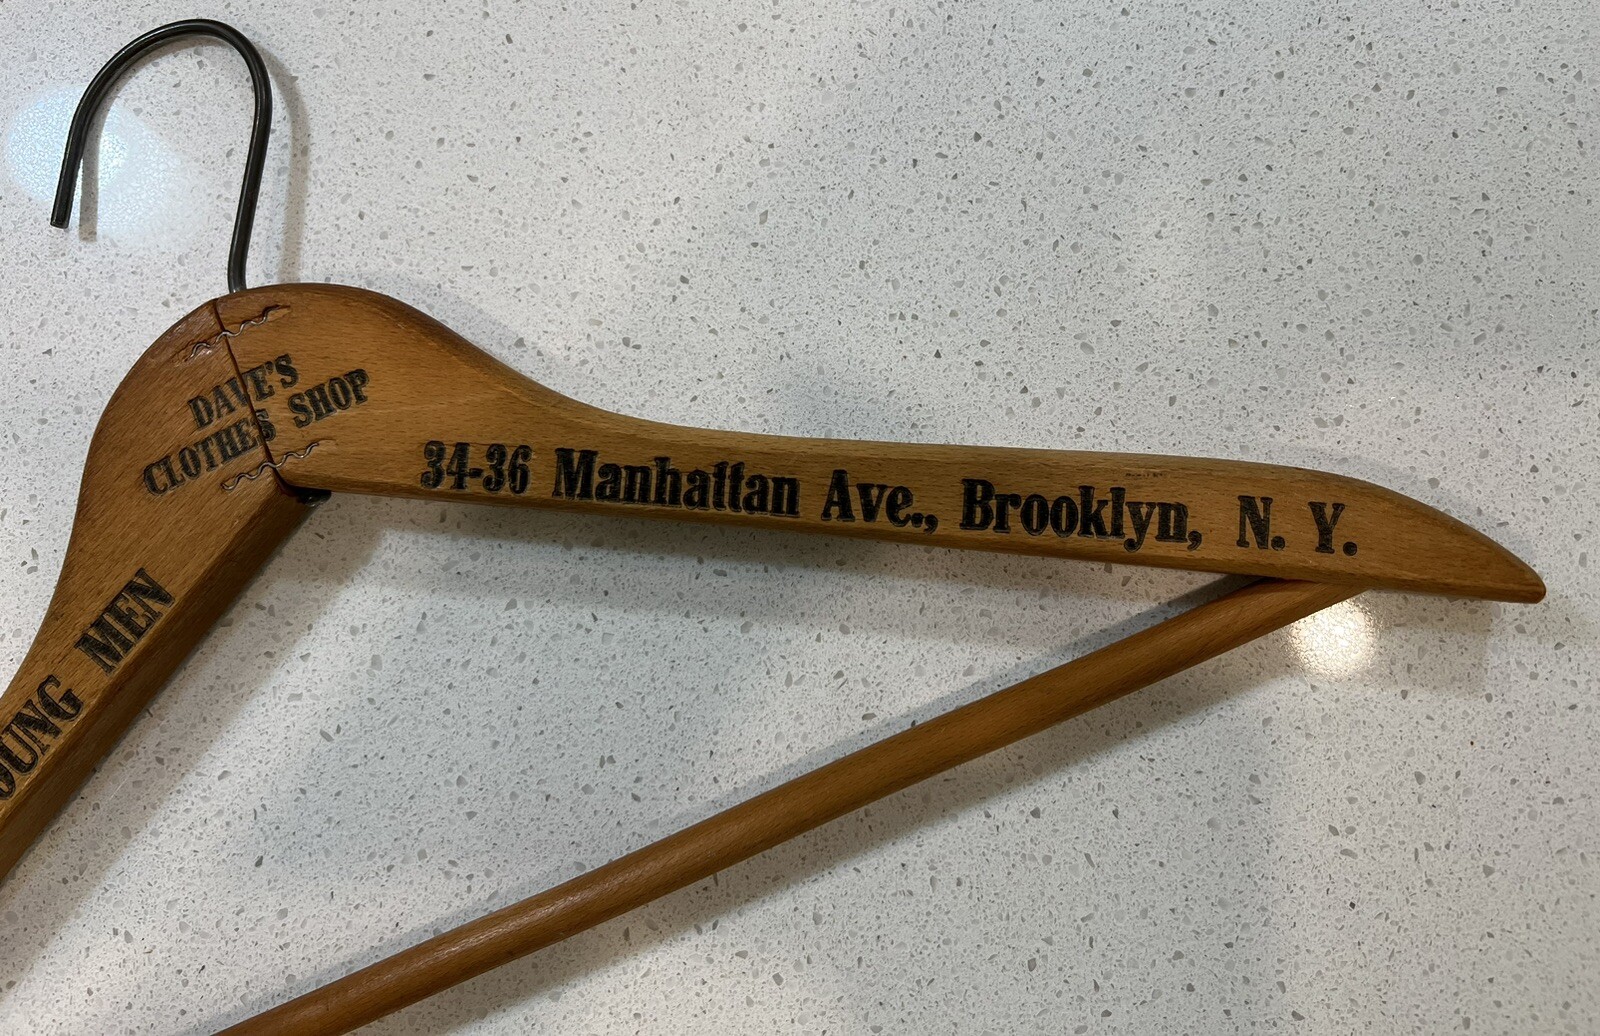 DAVE'S
CLOTHES SHOP
34-36 Manhattan Ave., Brooklyn, N. Y.
OUNG MEN